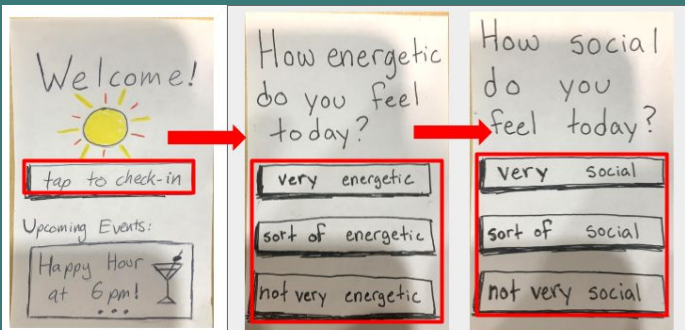 Welcome!
tap to check-in
Upcoming Events:
Happy Hour
at 6 pm!
How energetic
do you feel
today?
very energetic
sort of energetic
not very energetic
How social
do you
feel today?
very social
sort of social
not very social